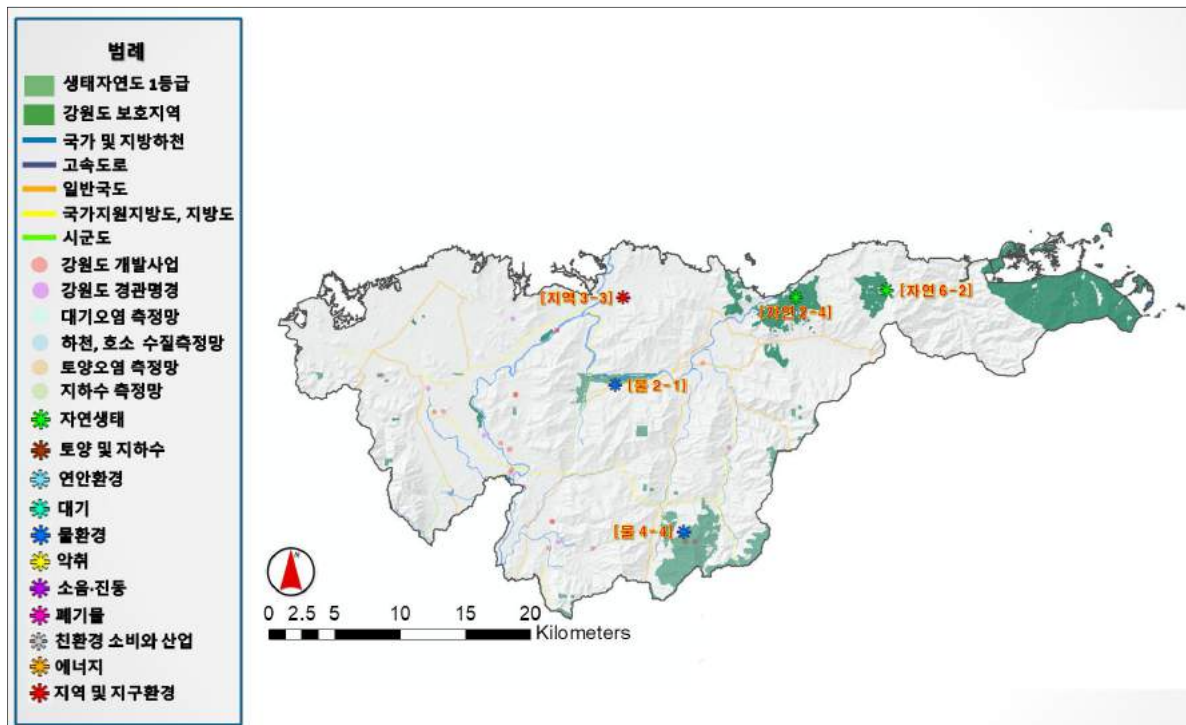 범례
생태자연도 1등급
강원도 보호지역
국가 및 지방하천
고속도로
일반국도
국가지원지방도, 지방도
시군도
강원도 개발사업
강원도 경관명경
대기오염 측정망
하천, 호소 수질측정망
토양오염 측정망
지하수 측정망
자연생태
토양 및 지하수
연안환경
대기
물환경
악취
소음·진동
폐기물
친환경 소비와 산업
에너지
지역 및 지구환경
[지역 3-3]
[자연 2-4]
[자연 6-2]
[물 2-1]
[물 4-4]
N
0 2.5 5 10 15 20
Kilometers